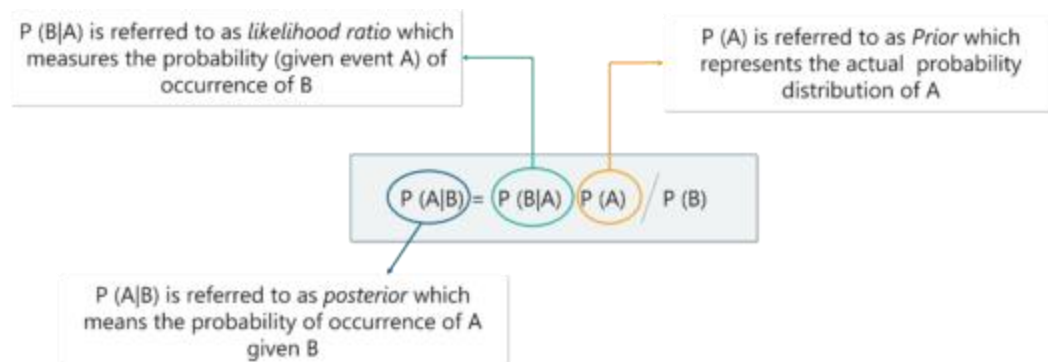 P (B|A) is referred to as likelihood ratio which
measures the probability (given event A) of
occurrence of B
P (A) is referred to as Prior which
represents the actual probability
distribution of A
P (A|B) = P (B|A) P (A) / P (B)
P (A|B) is referred to as posterior which
means the probability of occurrence of A
given B